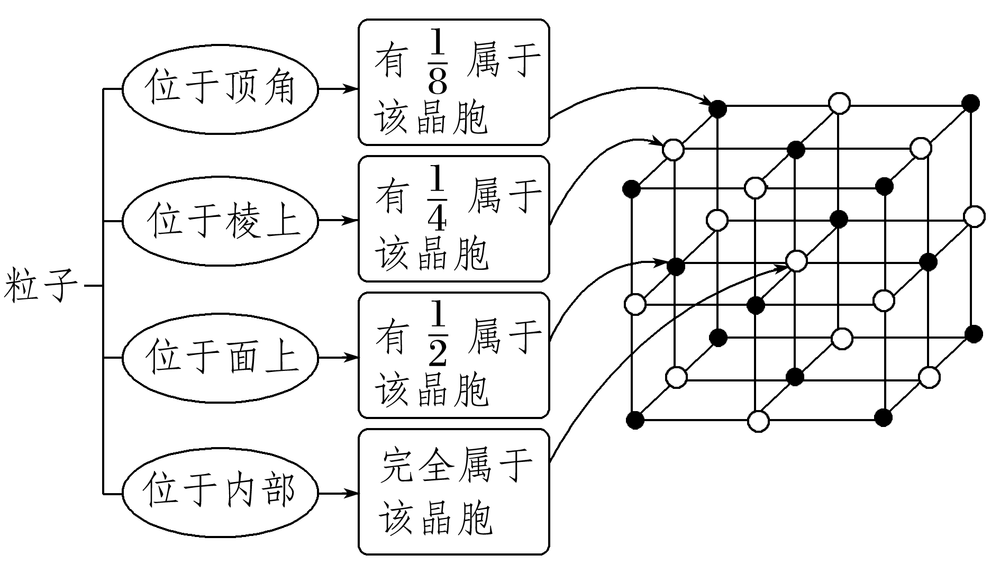 粒子
位于顶角
有 1/8 属于
该晶胞
位于棱上
有 1/4 属于
该晶胞
位于面上
有 1/2 属于
该晶胞
位于内部
完全属于
该晶胞